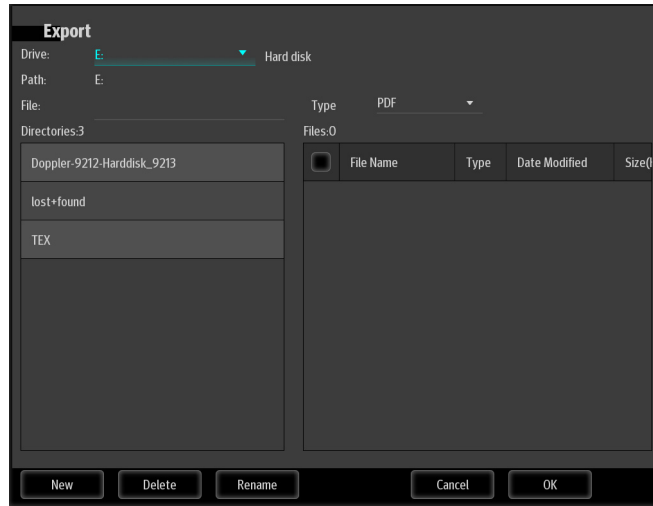 Export
Drive: E: Hard disk
Path: E:
File: Type PDF
Directories:3 Files:0
File Name Type Date Modified Size(
Doppler-9212-Harddisk_9213
lost+found
TEX
New Delete Rename Cancel OK